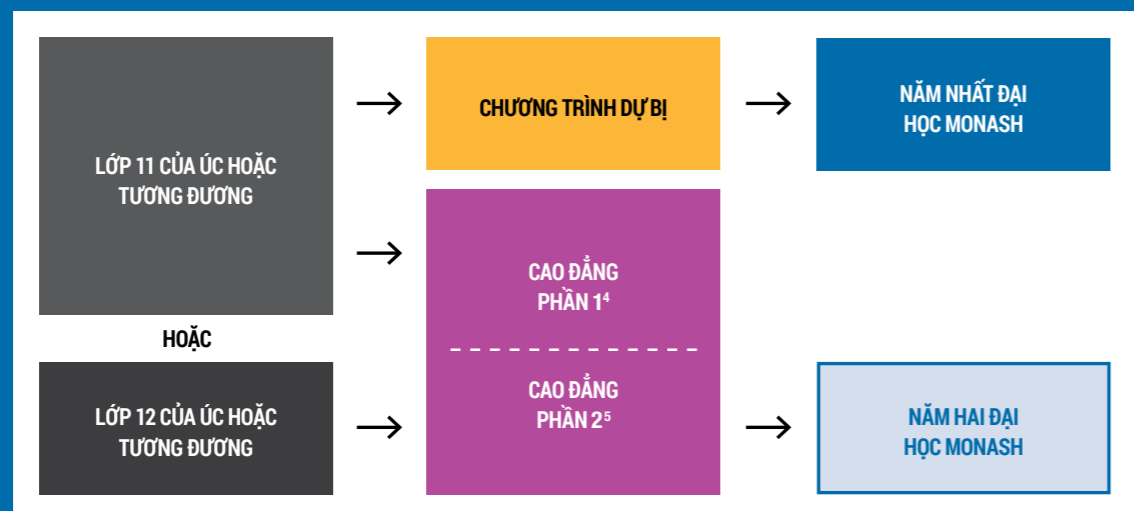 LỚP 11 CỦA ÚC HOẶC
TƯƠNG ĐƯƠNG
CHƯƠNG TRÌNH DỰ BỊ
NĂM NHẤT ĐẠI
HỌC MONASH
CAO ĐẲNG
PHẦN 1⁴
HOẶC
LỚP 12 CỦA ÚC HOẶC
TƯƠNG ĐƯƠNG
CAO ĐẲNG
PHẦN 2⁵
NĂM HAI ĐẠI
HỌC MONASH